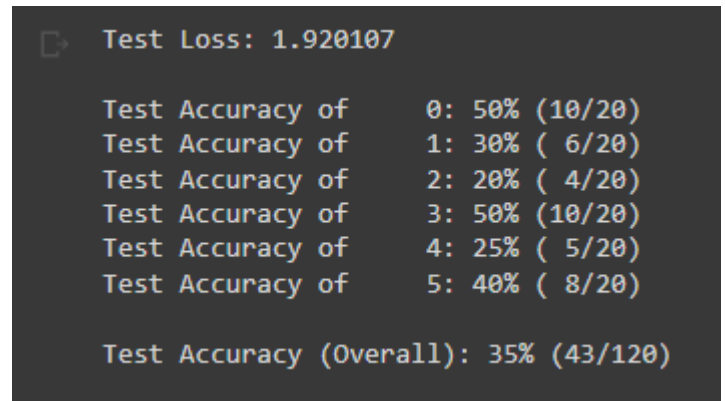 Test Loss: 1.920107
Test Accuracy of     0: 50% (10/20)
Test Accuracy of     1: 30% ( 6/20)
Test Accuracy of     2: 20% ( 4/20)
Test Accuracy of     3: 50% (10/20)
Test Accuracy of     4: 25% ( 5/20)
Test Accuracy of     5: 40% ( 8/20)
Test Accuracy (Overall): 35% (43/120)